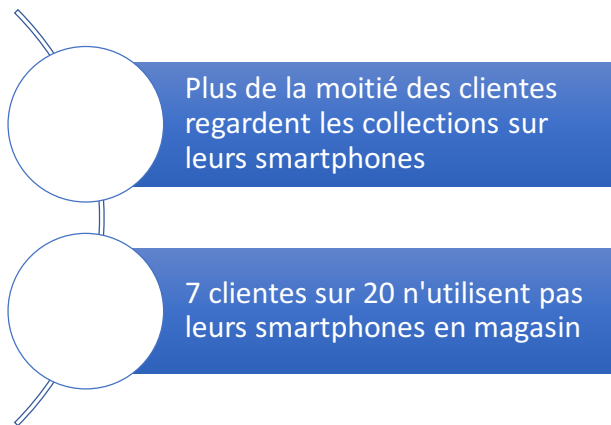 Plus de la moitié des clientes
regardent les collections sur
leurs smartphones
7 clientes sur 20 n'utilisent pas
leurs smartphones en magasin